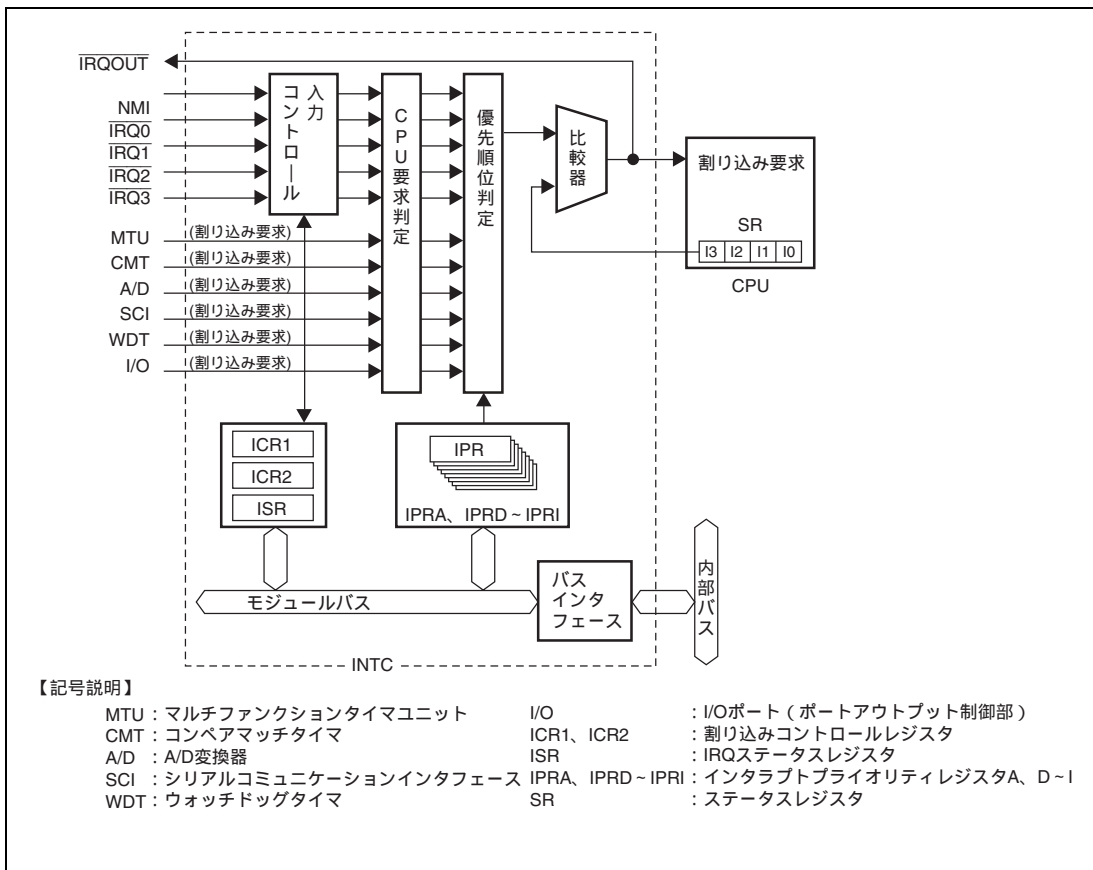 IRQOUT
NMI
IRQ0
IRQ1
IRQ2
IRQ3
MTU
CMT
A/D
SCI
WDT
I/O
(割り込み要求)
(割り込み要求)
(割り込み要求)
(割り込み要求)
(割り込み要求)
(割り込み要求)
入力
コントロール
CPU要求判定
優先順位判定
比較器
割り込み要求
SR
I3 I2 I1 I0
CPU
ICR1
ICR2
ISR
IPR
IPRA、IPRD~IPRI
モジュールバス
バス
インタ
フェース
内部バス
INTC
【記号説明】
MTU:マルチファンクションタイマユニット
CMT:コンペアマッチタイマ
A/D:A/D変換器
SCI:シリアルコミュニケーションインタフェース
WDT:ウォッチドッグタイマ
I/O:I/Oポート(ポートアウトプット制御部)
ICR1、ICR2:割り込みコントロールレジスタ
ISR:IRQステータスレジスタ
IPRA、IPRD~IPRI:インタラプトプライオリティレジスタA、D~I
SR:ステータスレジスタ